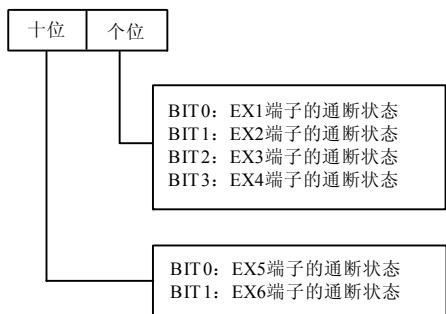 十位 个位
BIT0：EX1端子的通断状态
BIT1：EX2端子的通断状态
BIT2：EX3端子的通断状态
BIT3：EX4端子的通断状态
BIT0：EX5端子的通断状态
BIT1：EX6端子的通断状态